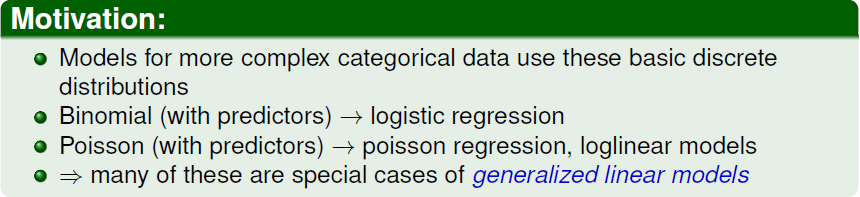 Motivation:
Models for more complex categorical data use these basic discrete
distributions
Binomial (with predictors) → logistic regression
Poisson (with predictors) → poisson regression, loglinear models
⇒ many of these are special cases of generalized linear models